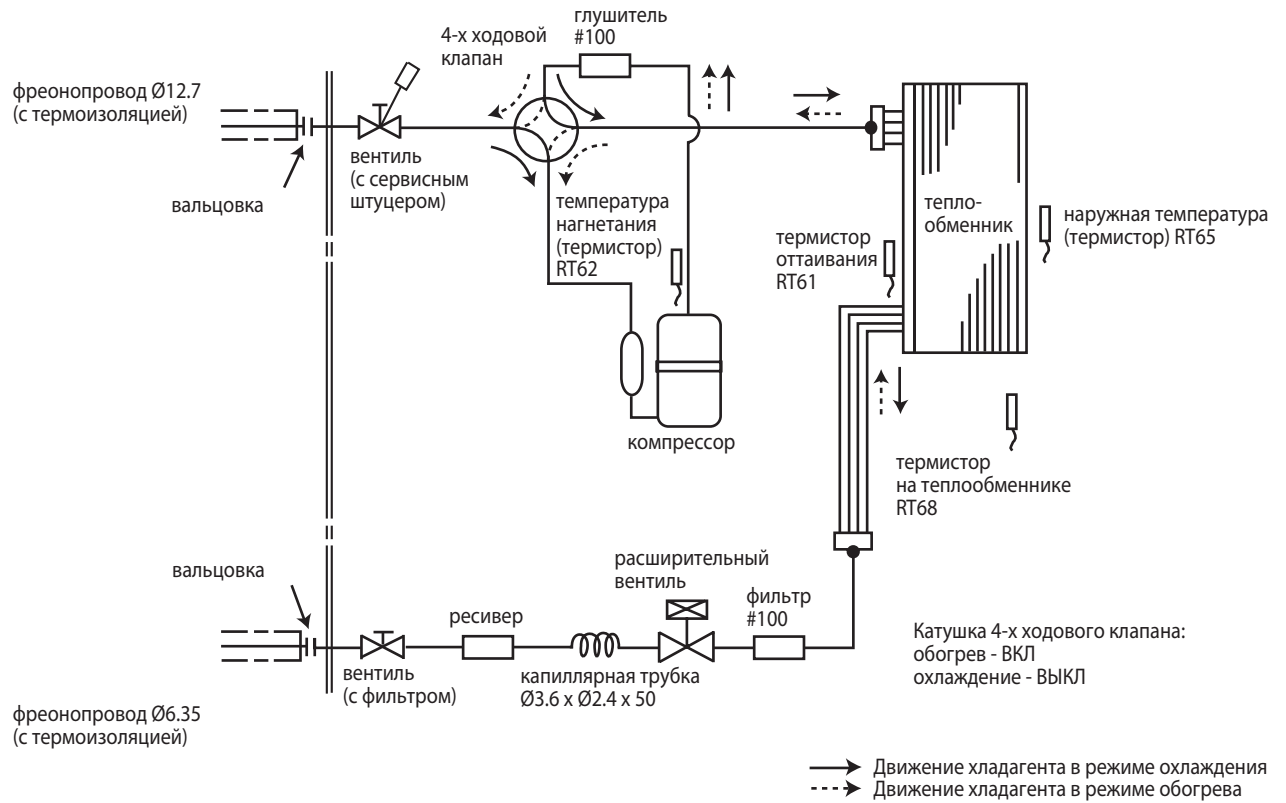 глушитель
#100
4-х ходовой
клапан
фреонопровод Ø12.7
(с термоизоляцией)
вальцовка
вентиль
(с сервисным
штуцером)
температура
нагнетания
(термистор)
RT62
тепло-
обменник
наружная температура
(термистор) RT65
термистор
оттаивания
RT61
компрессор
термистор
на теплообменнике
RT68
вальцовка
расширительный
вентиль
ресивер
фильтр
#100
вентиль
(с фильтром)
капиллярная трубка
Ø3.6 x Ø2.4 x 50
Катушка 4-х ходового клапана:
обогрев - ВКЛ
охлаждение - ВЫКЛ
фреонопровод Ø6.35
(с термоизоляцией)
Движение хладагента в режиме охлаждения
Движение хладагента в режиме обогрева